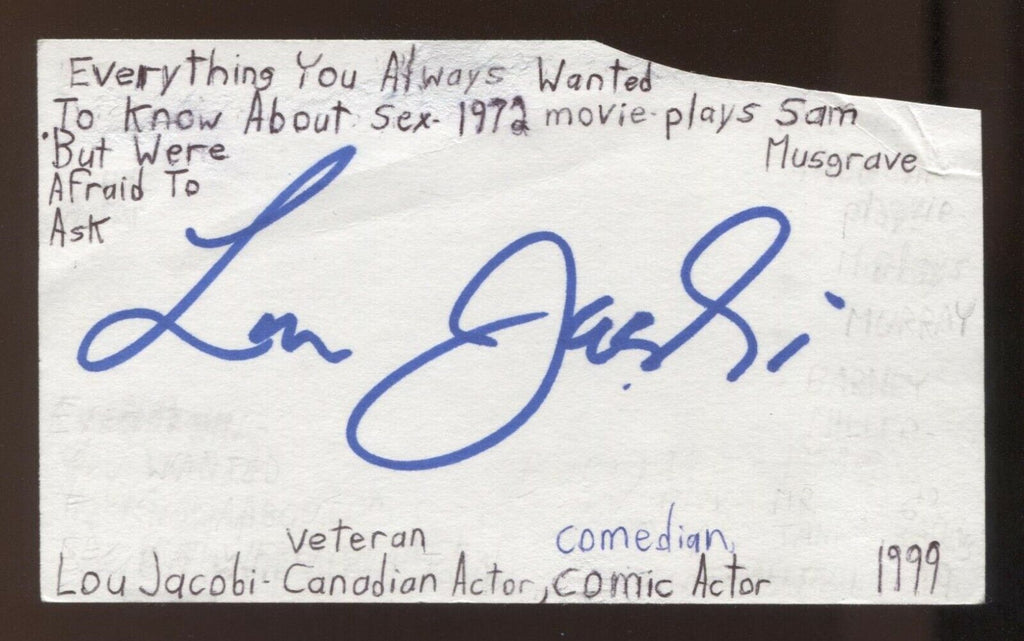 Everything You Always Wanted
To Know About Sex- 1972 movie-plays Sam
But Were Musgrave
Afraid To
Ask
Lou Jacobi
veteran comedian,
Lou Jacobi- Canadian Actor, comic Actor 1999